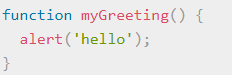 function myGreeting() {
  alert('hello');
}